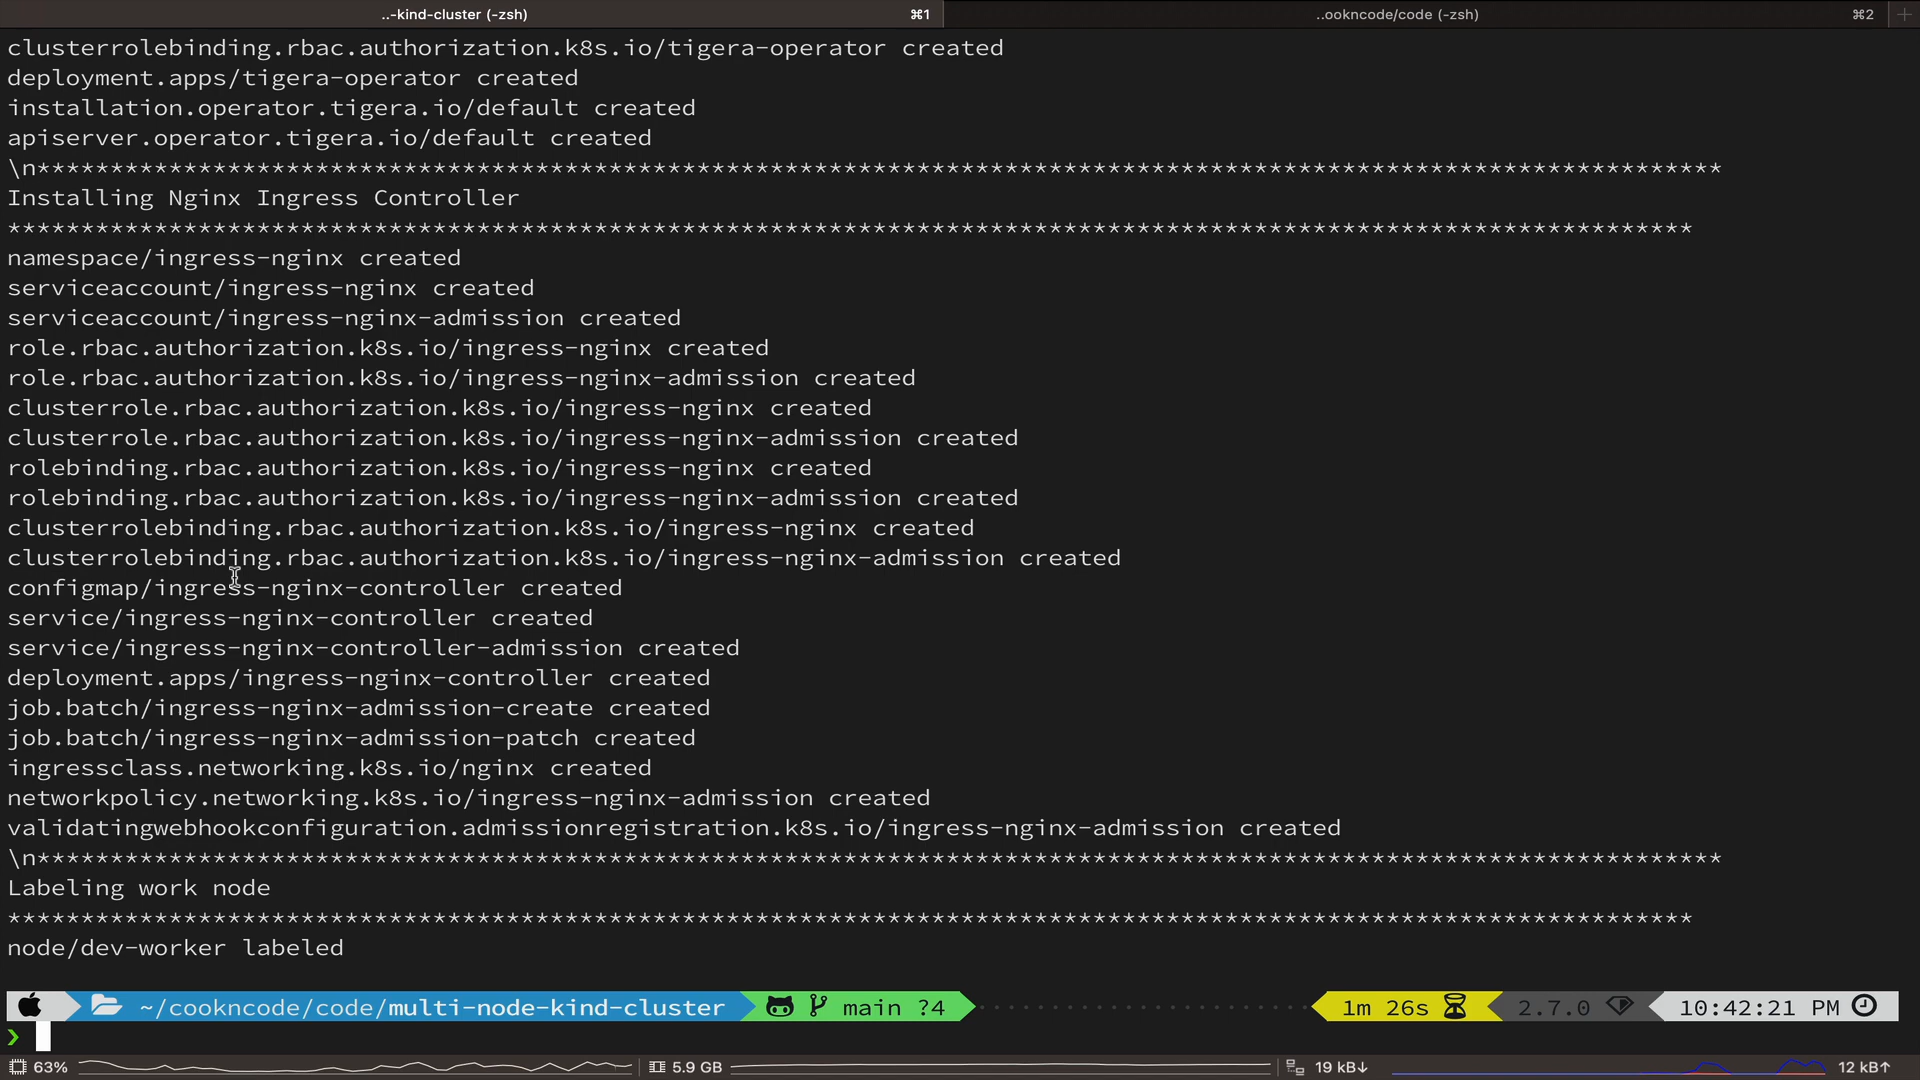 ..-kind-cluster (-zsh) ⌘1 ..ookncode/code (-zsh) ⌘2 +
clusterrolebinding.rbac.authorization.k8s.io/tigera-operator created
deployment.apps/tigera-operator created
installation.operator.tigera.io/default created
apiserver.operator.tigera.io/default created
\n*******************************************************************************************************************
Installing Nginx Ingress Controller
*******************************************************************************************************************
namespace/ingress-nginx created
serviceaccount/ingress-nginx created
serviceaccount/ingress-nginx-admission created
role.rbac.authorization.k8s.io/ingress-nginx created
role.rbac.authorization.k8s.io/ingress-nginx-admission created
clusterrole.rbac.authorization.k8s.io/ingress-nginx created
clusterrole.rbac.authorization.k8s.io/ingress-nginx-admission created
rolebinding.rbac.authorization.k8s.io/ingress-nginx created
rolebinding.rbac.authorization.k8s.io/ingress-nginx-admission created
clusterrolebinding.rbac.authorization.k8s.io/ingress-nginx created
clusterrolebinding.rbac.authorization.k8s.io/ingress-nginx-admission created
configmap/ingress-nginx-controller created
service/ingress-nginx-controller created
service/ingress-nginx-controller-admission created
deployment.apps/ingress-nginx-controller created
job.batch/ingress-nginx-admission-create created
job.batch/ingress-nginx-admission-patch created
ingressclass.networking.k8s.io/nginx created
networkpolicy.networking.k8s.io/ingress-nginx-admission created
validatingwebhookconfiguration.admissionregistration.k8s.io/ingress-nginx-admission created
\n*******************************************************************************************************************
Labeling work node
*******************************************************************************************************************
node/dev-worker labeled
~/cookncode/code/multi-node-kind-cluster main ?4 1m 26s 2.7.0 10:42:21 PM
❯
63% 5.9 GB 19 kB↓ 12 kB↑